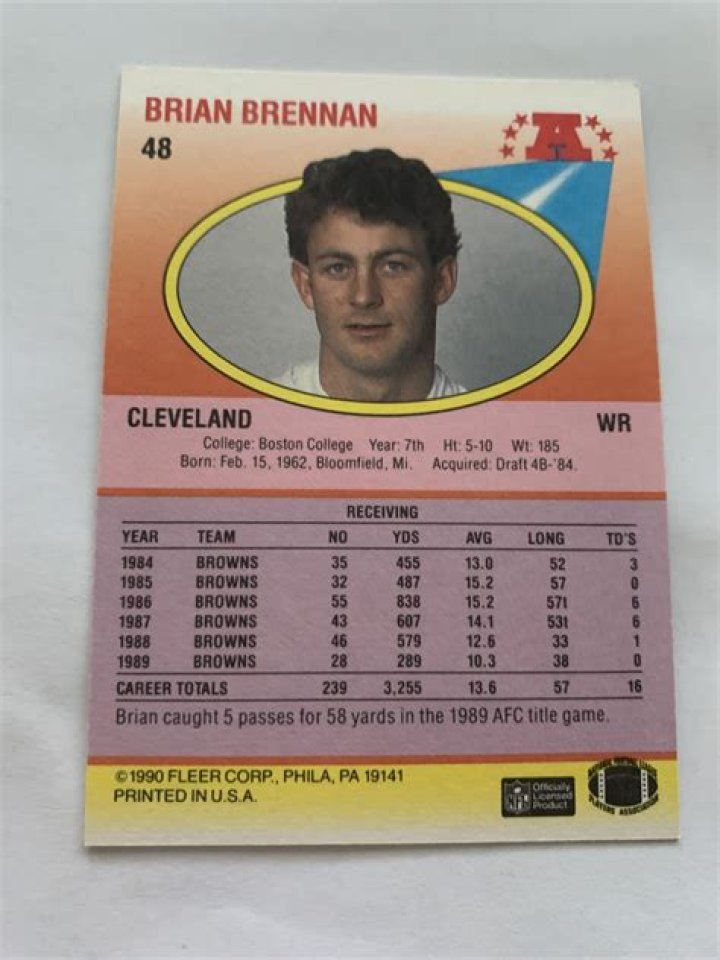 BRIAN BRENNAN
48
A
CLEVELAND WR
College: Boston College Year: 7th Ht: 5-10 Wt: 185
Born: Feb. 15, 1962, Bloomfield, Mi. Acquired: Draft 4B-'84.
RECEIVING
YEAR TEAM NO YDS AVG LONG TD'S
1984 BROWNS 35 455 13.0 52 3
1985 BROWNS 32 487 15.2 57 0
1986 BROWNS 55 838 15.2 57t 6
1987 BROWNS 43 607 14.1 53t 6
1988 BROWNS 46 579 12.6 33 1
1989 BROWNS 28 289 10.3 38 0
CAREER TOTALS 239 3,255 13.6 57 16
Brian caught 5 passes for 58 yards in the 1989 AFC title game.
©1990 FLEER CORP., PHILA, PA 19141
PRINTED IN U.S.A.
NFL
Officially
Licensed
Product
NATIONAL FOOTBALL LEAGUE
PLAYERS ASSOCIATION